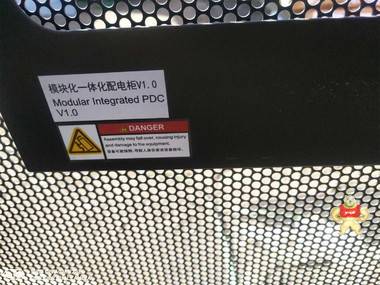 模块化一体化配电柜V1.0
Modular Integrated PDC
V1.0
DANGER
Assembly may fall over, causing injury
and damage to the equipment.